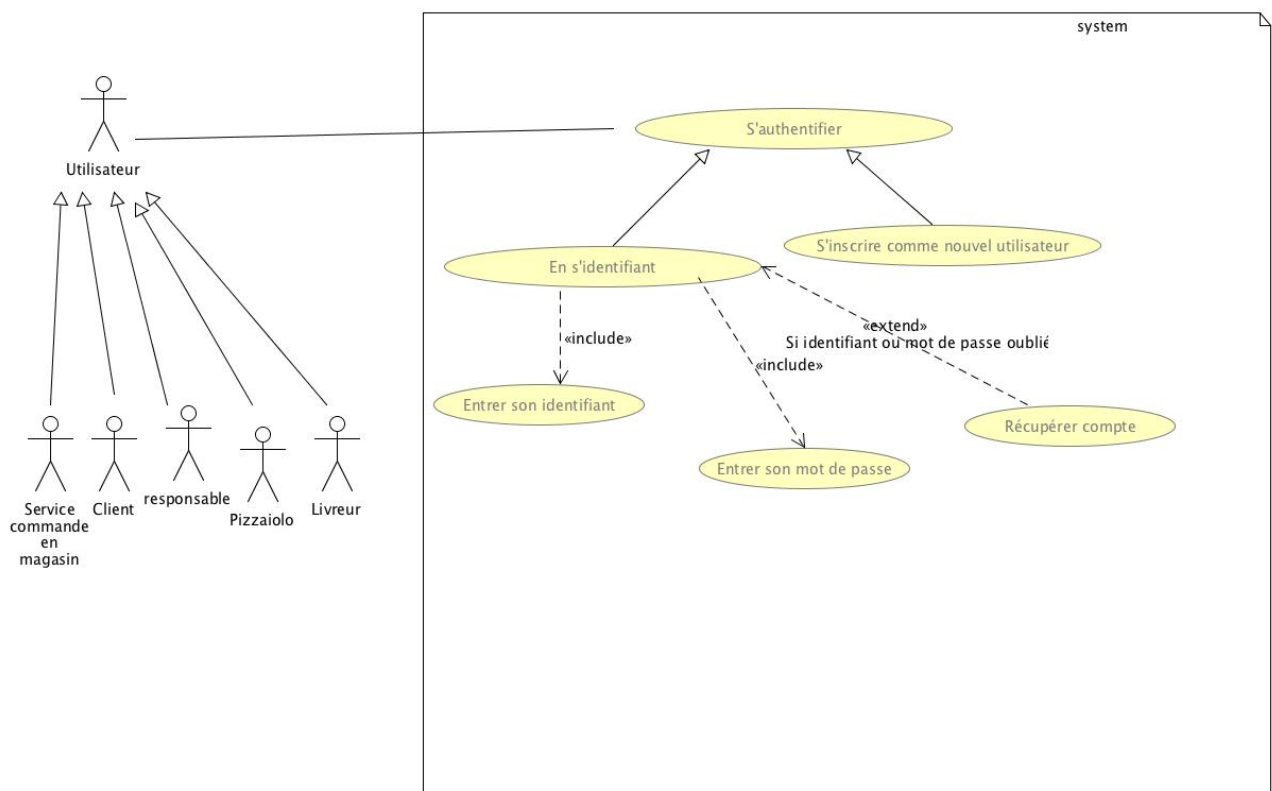 system
Utilisateur
S'authentifier
S'inscrire comme nouvel utilisateur
En s'identifiant
«extend»
Si identifiant ou mot de passe oublié
«include»
«include»
Entrer son identifiant
Récupérer compte
Entrer son mot de passe
Service
commande
en
magasin
Client
responsable
Pizzaiolo
Livreur